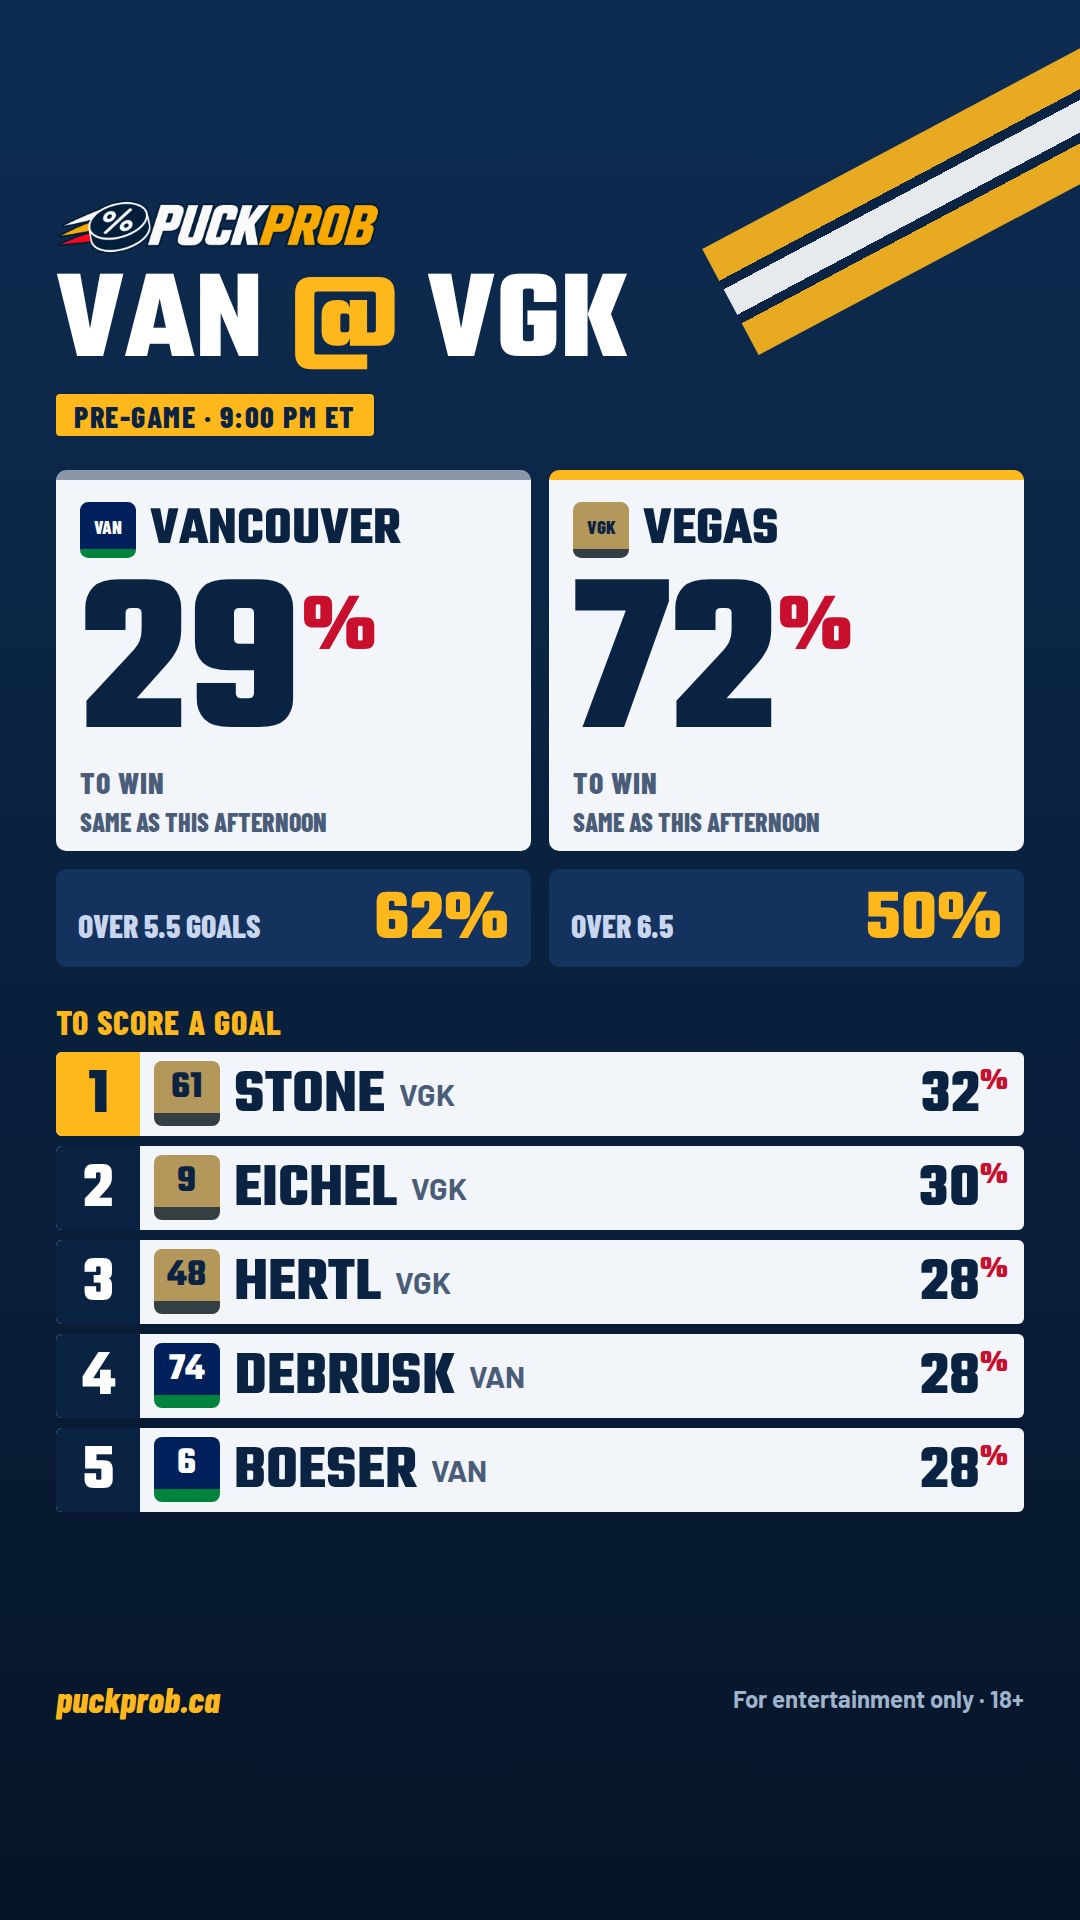 % PUCKPROB
VAN @ VGK
PRE-GAME · 9:00 PM ET
VAN VANCOUVER
29%
TO WIN
SAME AS THIS AFTERNOON
VGK VEGAS
72%
TO WIN
SAME AS THIS AFTERNOON
OVER 5.5 GOALS 62%
OVER 6.5 50%
TO SCORE A GOAL
1 61 STONE VGK 32%
2 9 EICHEL VGK 30%
3 48 HERTL VGK 28%
4 74 DEBRUSK VAN 28%
5 6 BOESER VAN 28%
puckprob.ca
For entertainment only · 18+